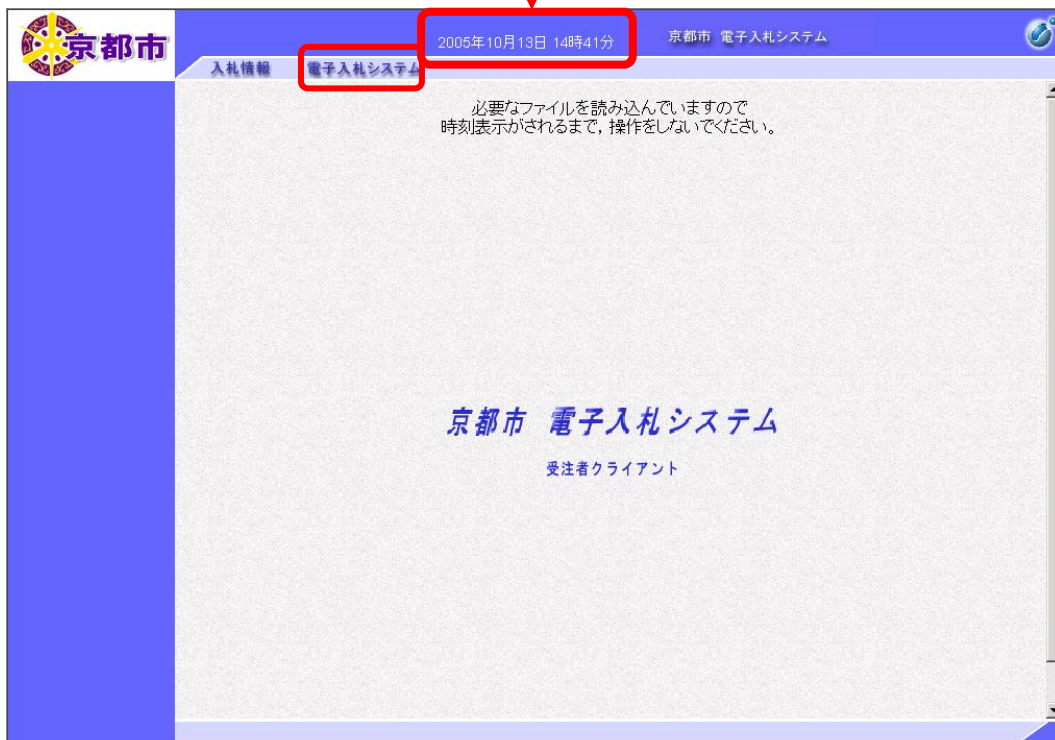 京都市
2005年10月13日 14時41分
京都市 電子入札システム
入札情報
電子入札システム
必要なファイルを読み込んでいますので
時刻表示がされるまで，操作をしないでください。
京都市 電子入札システム
受注者クライアント